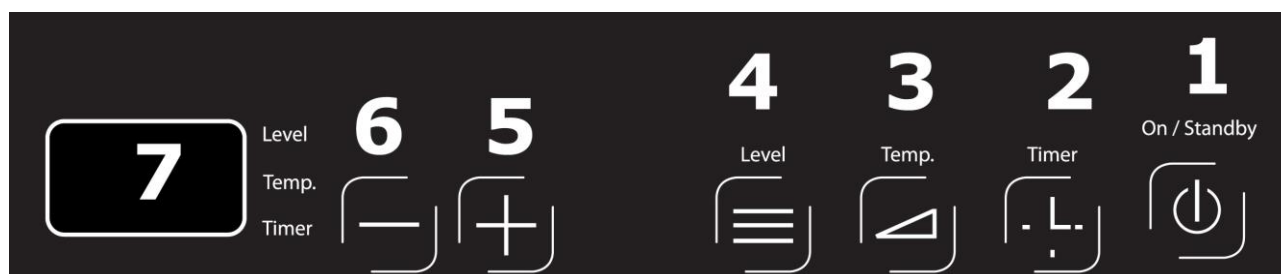 1
4 3 2
6 5
On / Standby
Level
7
Level Temp. Timer
Temp.
Timer